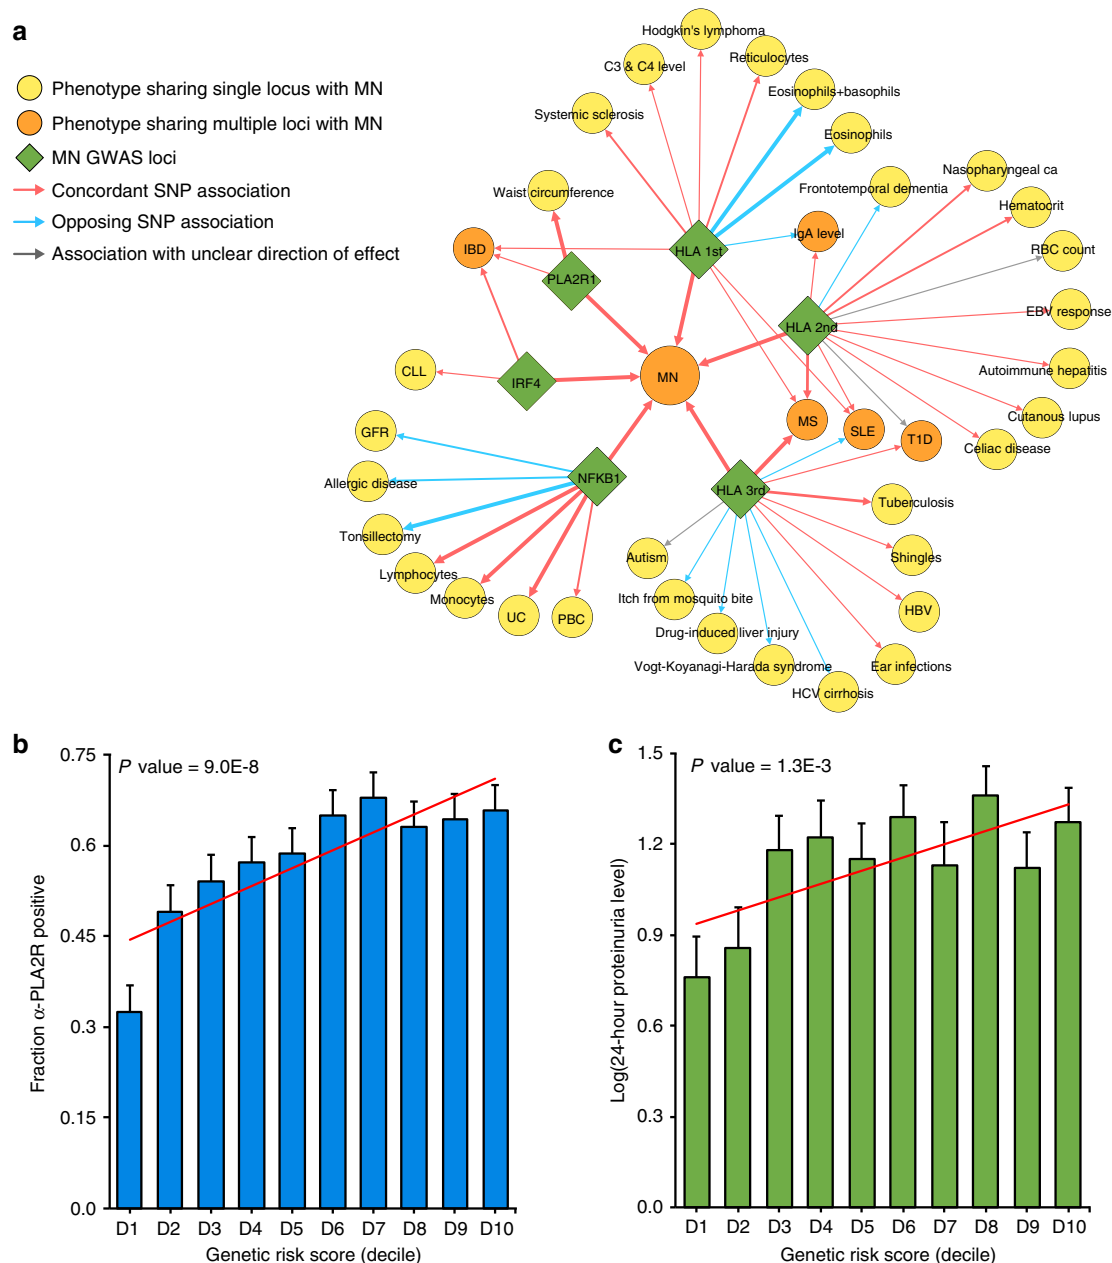 a
Phenotype sharing single locus with MN
Phenotype sharing multiple loci with MN
MN GWAS loci
Concordant SNP association
Opposing SNP association
Association with unclear direction of effect
Hodgkin's lymphoma
C3 & C4 level
Reticulocytes
Eosinophils+basophils
Systemic sclerosis
Eosinophils
Nasopharyngeal ca
Waist circumference
Frontotemporal dementia
Hematocrit
IBD
IgA level
HLA 1st
RBC count
PLA2R1
EBV response
HLA 2nd
CLL
IRF4
MN
Autoimmune hepatitis
Cutanous lupus
GFR
MS
SLE
T1D
Celiac disease
Allergic disease
NFKB1
HLA 3rd
Tuberculosis
Tonsillectomy
Autism
Shingles
Lymphocytes
Monocytes
Itch from mosquito bite
UC
PBC
HBV
Drug-induced liver injury
Vogt-Koyanagi-Harada syndrome
Ear infections
HCV cirrhosis
b
P value = 9.0E-8
Fraction α-PLA2R positive
0.75
0.6
0.45
0.3
0.15
0.0
D1 D2 D3 D4 D5 D6 D7 D8 D9 D10
Genetic risk score (decile)
c
P value = 1.3E-3
Log(24-hour proteinuria level)
1.5
1.2
0.9
0.6
0.3
0.0
D1 D2 D3 D4 D5 D6 D7 D8 D9 D10
Genetic risk score (decile)